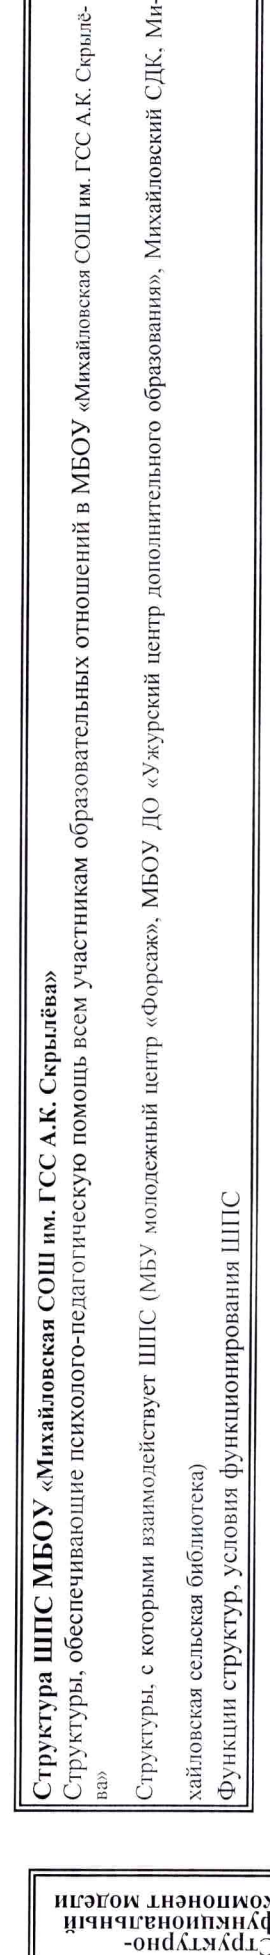 Структурно-
функциональный
компонент модели
Структура ШПС МБОУ «Михайловская СОШ им. ГСС А.К. Скрылёва»
Структуры, обеспечивающие психолого-педагогическую помощь всем участникам образовательных отношений в МБОУ «Михайловская СОШ им. ГСС А.К. Скрылё-
ва»
Структуры, с которыми взаимодействует ШПС (МБУ молодежный центр «Форсаж», МБОУ ДО «Ужурский центр дополнительного образования», Михайловский СДК, Ми-
хайловская сельская библиотека)
Функции структур, условия функционирования ШПС